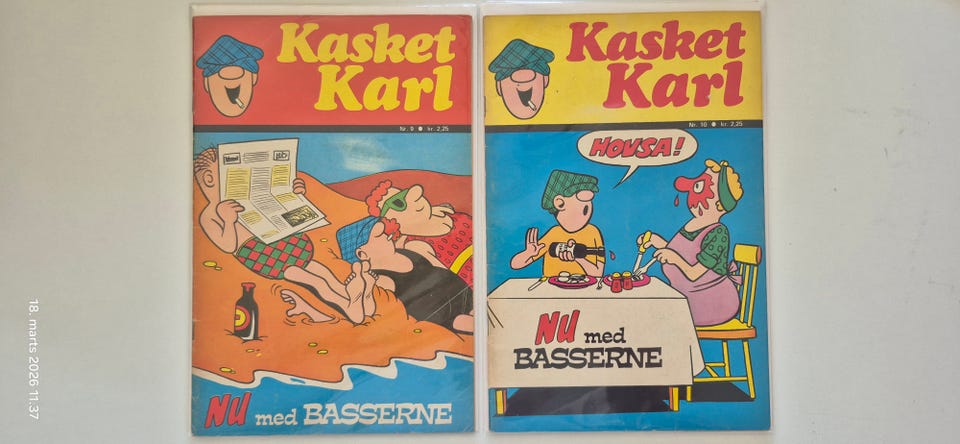 Kasket
Karl
Nr. 9 ● kr. 2,25
NU med BASSERNE
Kasket
Karl
Nr. 10 ● kr. 2,25
HOVSA!
NU med
BASSERNE
18. marts 2026 11.37